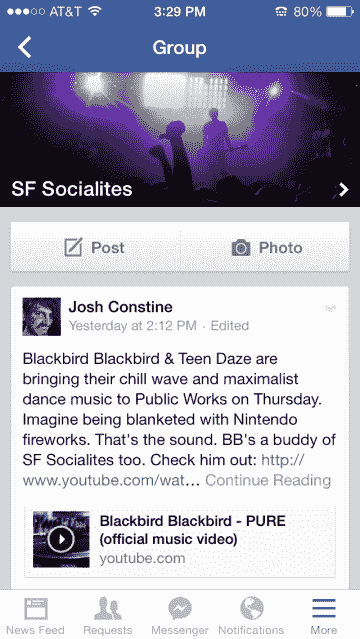 AT&T 3:29 PM 80%
Group
SF Socialites
Post Photo
Josh Constine
Yesterday at 2:12 PM · Edited
Blackbird Blackbird & Teen Daze are
bringing their chill wave and maximalist
dance music to Public Works on Thursday.
Imagine being blanketed with Nintendo
fireworks. That's the sound. BB's a buddy of
SF Socialites too. Check him out: http://
www.youtube.com/wat... Continue Reading
Blackbird Blackbird - PURE
(official music video)
youtube.com
News Feed Requests Messenger Notifications More